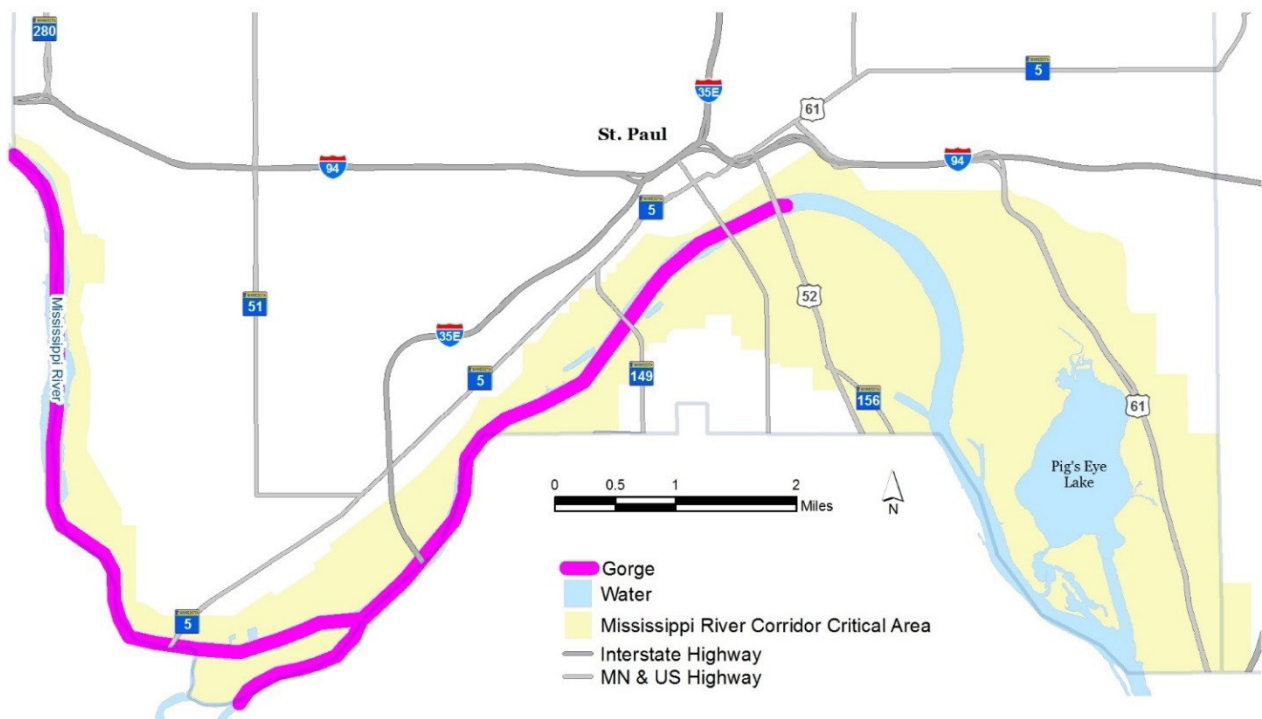 280
5
35E
61
St. Paul
94
94
5
51
52
Mississippi River
35E
5
149
156
61
Pig's Eye
Lake
0 0.5 1 2
Miles
N
5
Gorge
Water
Mississippi River Corridor Critical Area
Interstate Highway
MN & US Highway